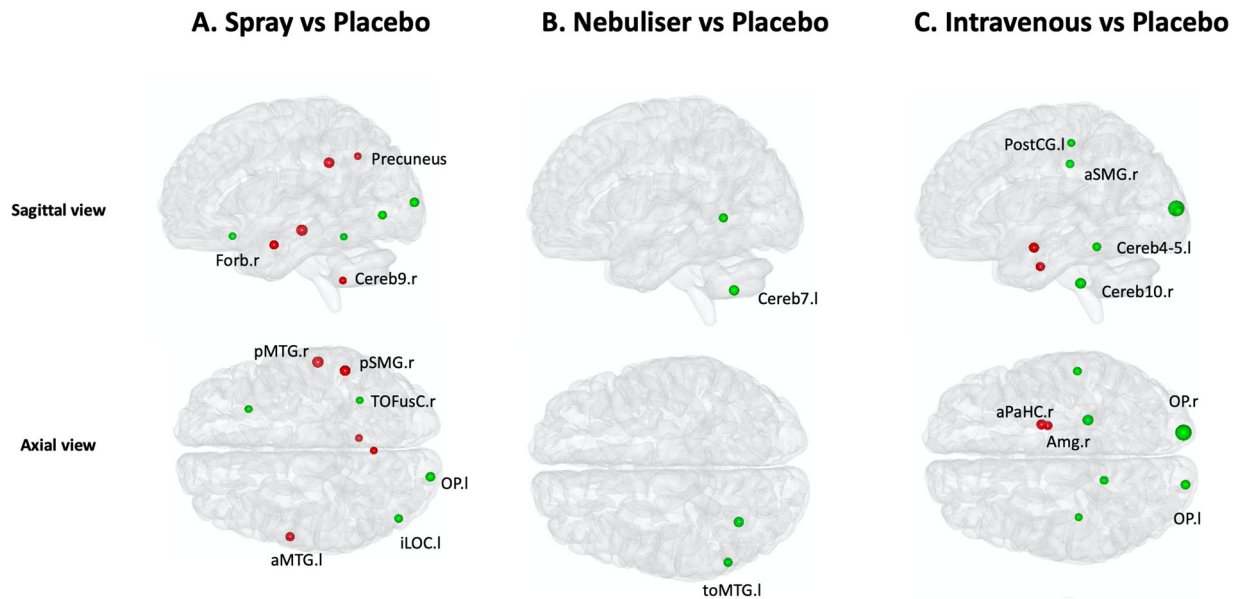 A. Spray vs Placebo
B. Nebuliser vs Placebo
C. Intravenous vs Placebo
Sagittal view
Precuneus
Forb.r
Cereb9.r
Cereb7.l
PostCG.l
aSMG.r
Cereb4-5.l
Cereb10.r
Axial view
pMTG.r
pSMG.r
TOFusC.r
OP.l
iLOC.l
aMTG.l
toMTG.l
OP.r
aPaHC.r
Amg.r
OP.l